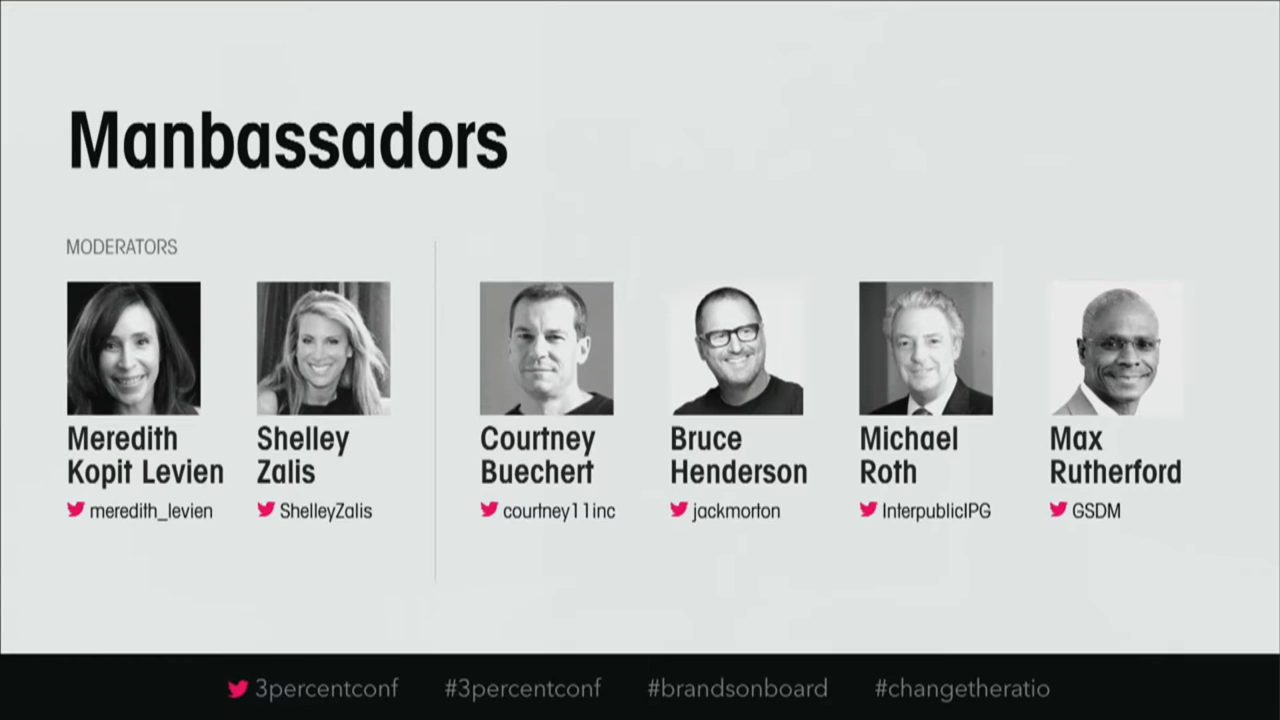 Manbassadors
MODERATORS
Meredith
Kopit Levien
meredith_levien
Shelley
Zalis
ShelleyZalis
Courtney
Buechert
courtney11inc
Bruce
Henderson
jackmorton
Michael
Roth
InterpublicIPG
Max
Rutherford
GSDM
3percentconf #3percentconf #brandsonboard #changetheratio